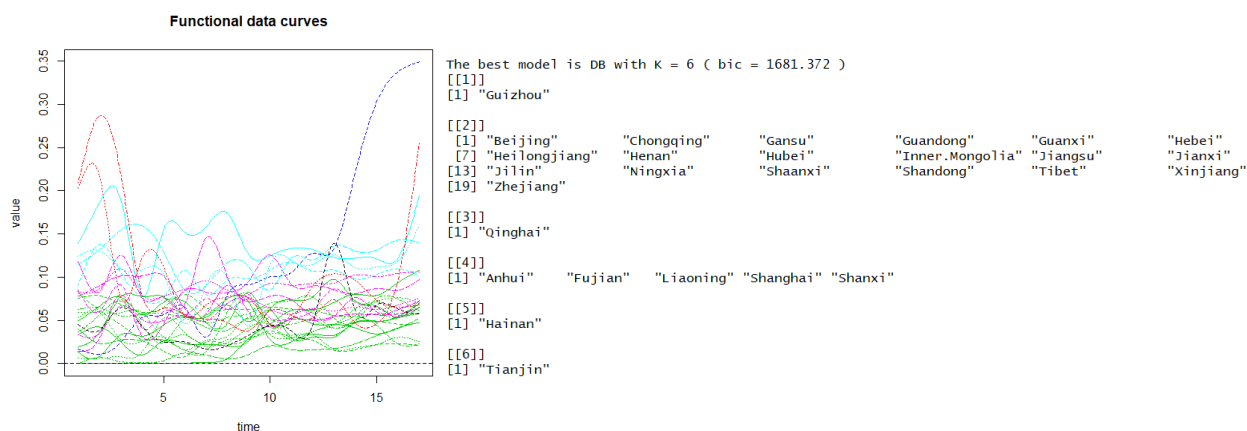 Functional data curves
value
0.00
0.05
0.10
0.15
0.20
0.25
0.30
0.35
5
10
15
time
The best model is DB with K = 6 ( bic = 1681.372 )
[[1]]
[1] "Guizhou"
[[2]]
[1] "Beijing" "Chongqing" "Gansu" "Guandong" "Guanxi" "Hebei"
[7] "Heilongjiang" "Henan" "Hubei" "Inner.Mongolia" "Jiangsu" "Jianxi"
[13] "Jilin" "Ningxia" "Shaanxi" "Shandong" "Tibet" "Xinjiang"
[19] "Zhejiang"
[[3]]
[1] "Qinghai"
[[4]]
[1] "Anhui" "Fujian" "Liaoning" "Shanghai" "Shanxi"
[[5]]
[1] "Hainan"
[[6]]
[1] "Tianjin"